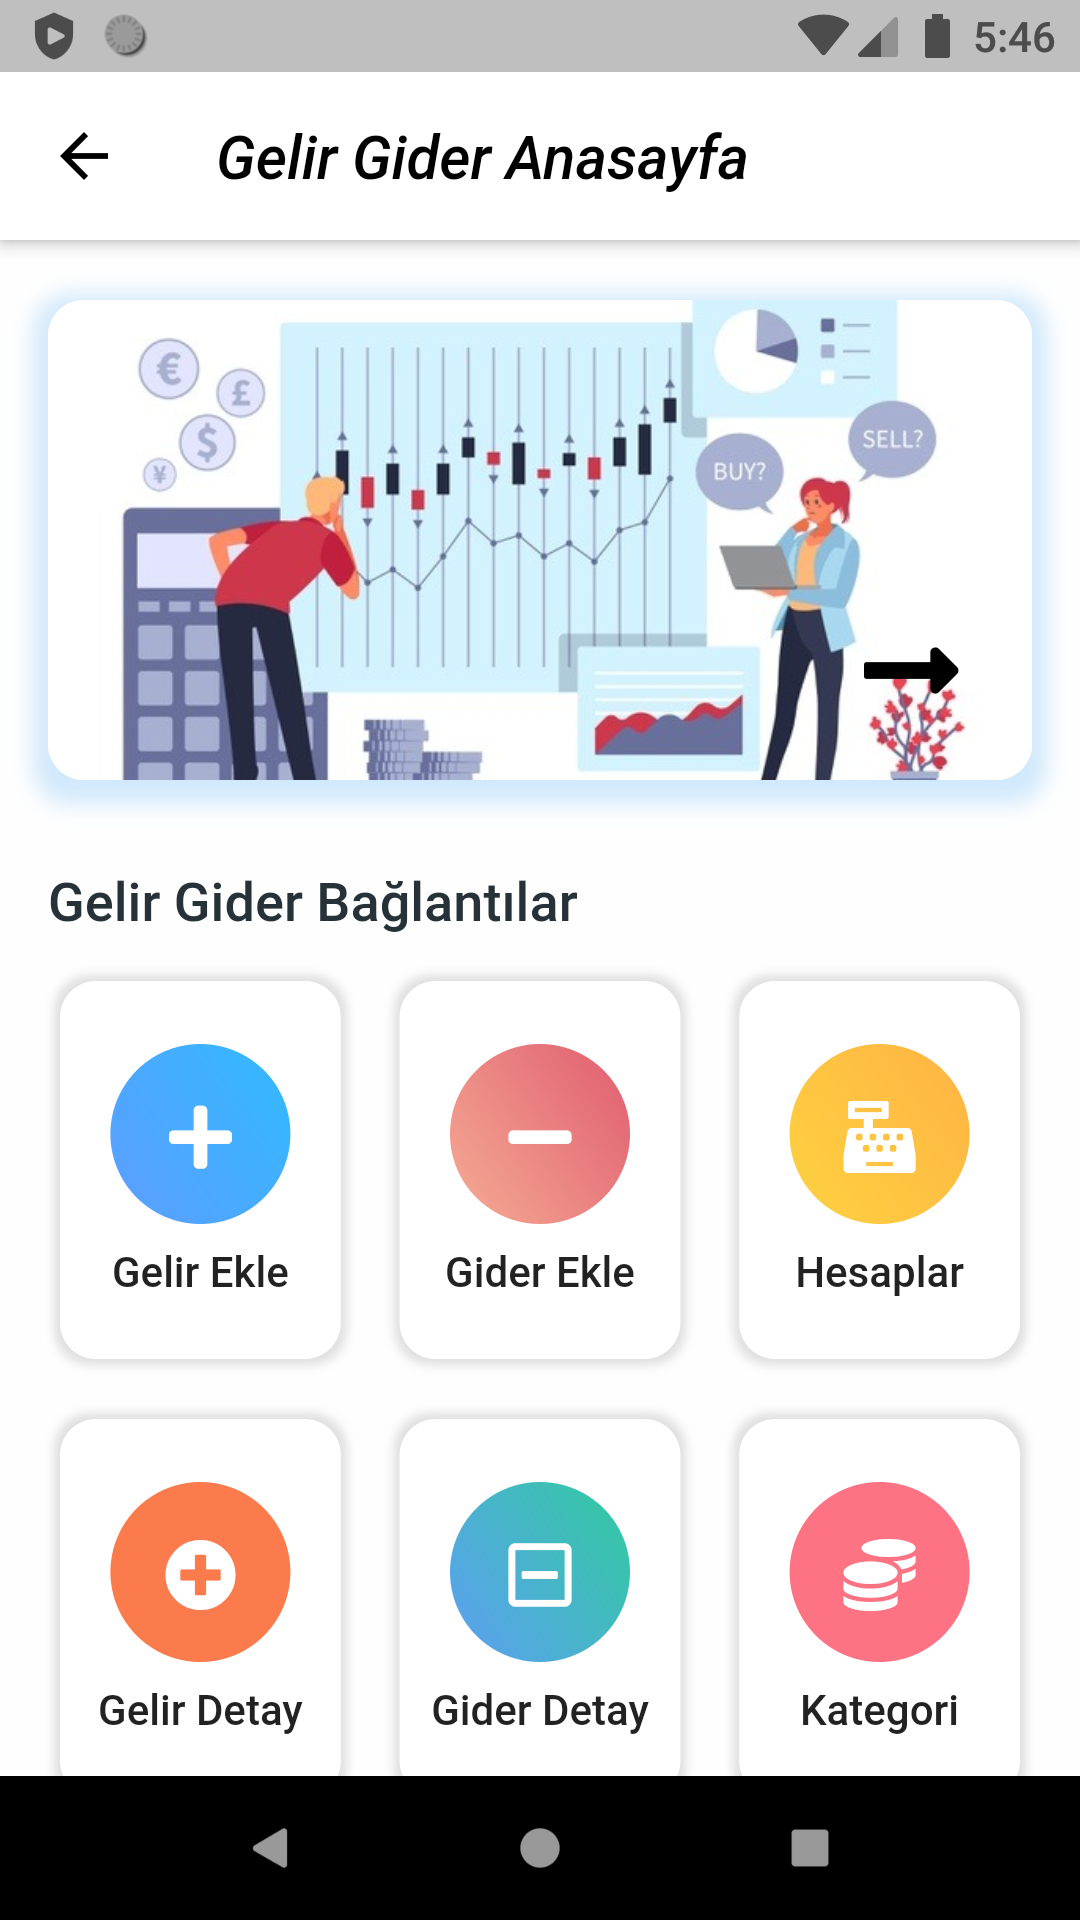 5:46
Gelir Gider Anasayfa
€
£
$
¥
BUY?
SELL?
Gelir Gider Bağlantılar
Gelir Ekle
Gider Ekle
Hesaplar
Gelir Detay
Gider Detay
Kategori